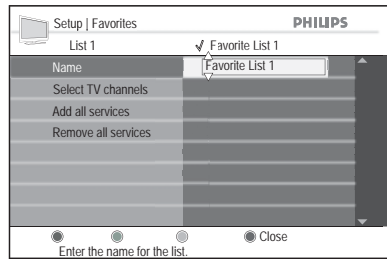 Setup | Favorites PHILIPS
List 1 Favorite List 1
Name Favorite List 1
Select TV channels
Add all services
Remove all services
Close
Enter the name for the list.